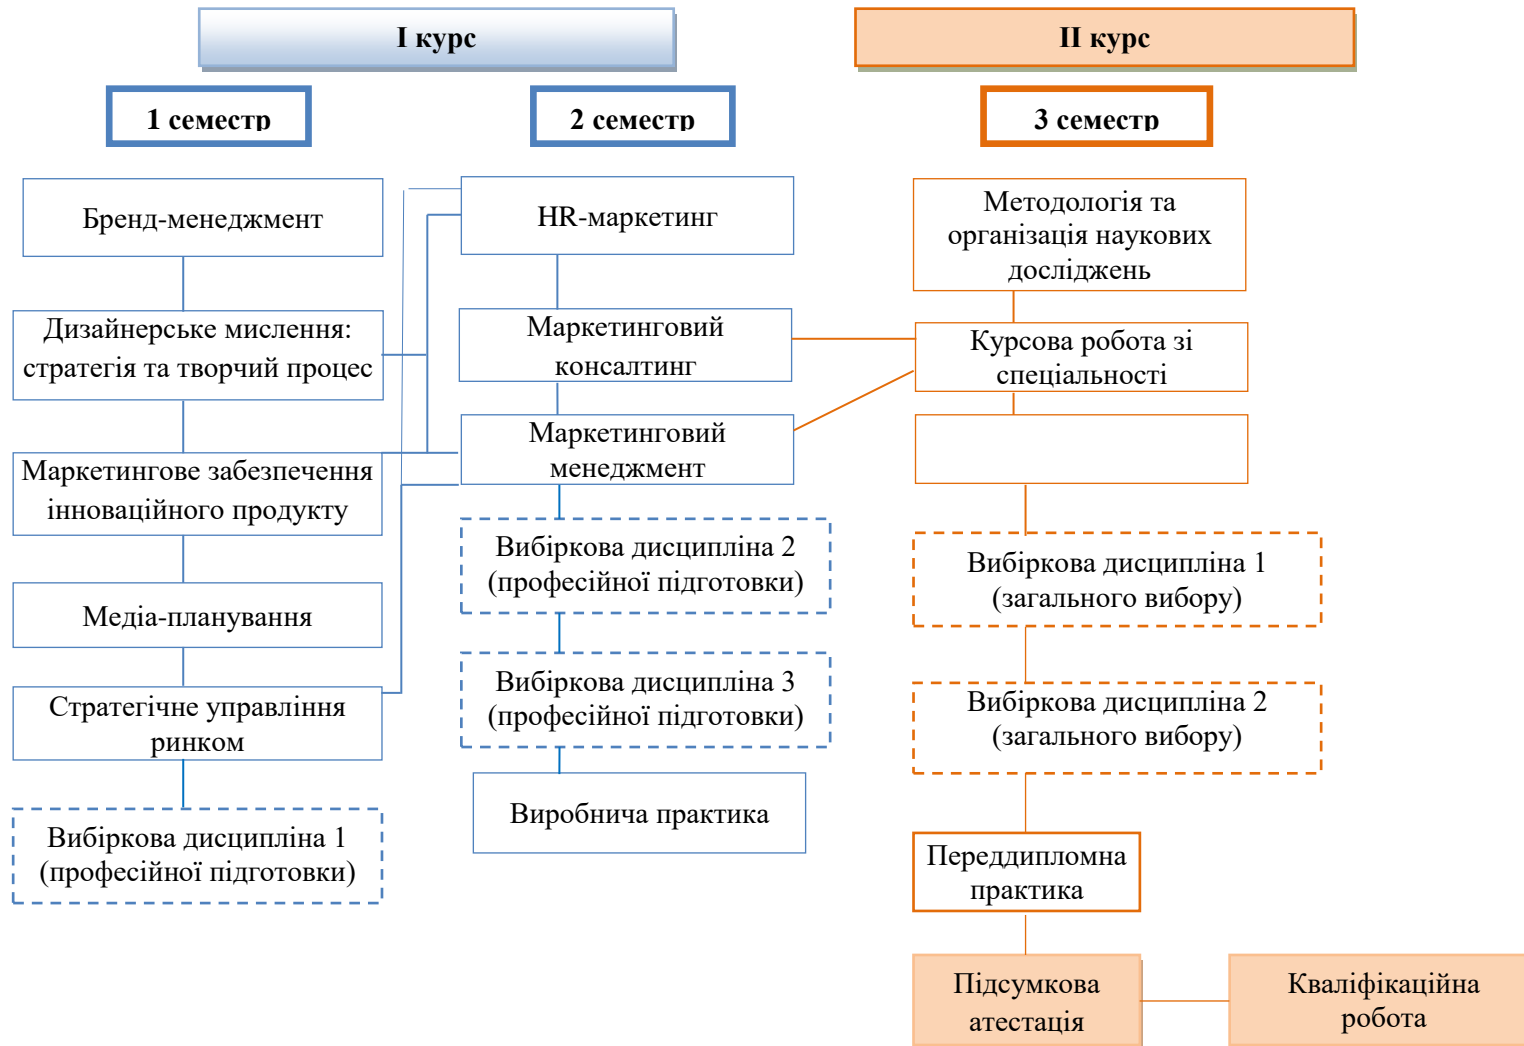 І курс
ІІ курс
1 семестр
2 семестр
3 семестр
Бренд-менеджмент
Дизайнерське мислення:
стратегія та творчий процес
Маркетингове забезпечення
інноваційного продукту
Медіа-планування
Стратегічне управління
ринком
Вибіркова дисципліна 1
(професійної підготовки)
HR-маркетинг
Маркетинговий
консалтинг
Маркетинговий
менеджмент
Вибіркова дисципліна 2
(професійної підготовки)
Вибіркова дисципліна 3
(професійної підготовки)
Виробнича практика
Методологія та
організація наукових
досліджень
Курсова робота зі
спеціальності
Вибіркова дисципліна 1
(загального вибору)
Вибіркова дисципліна 2
(загального вибору)
Переддипломна
практика
Підсумкова
атестація
Кваліфікаційна
робота